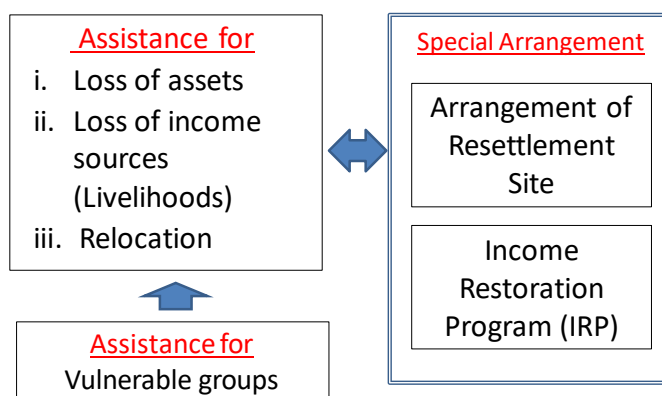 Assistance for
i. Loss of assets
ii. Loss of income
sources
(Livelihoods)
iii. Relocation
Assistance for
Vulnerable groups
Special Arrangement
Arrangement of
Resettlement
Site
Income
Restoration
Program (IRP)